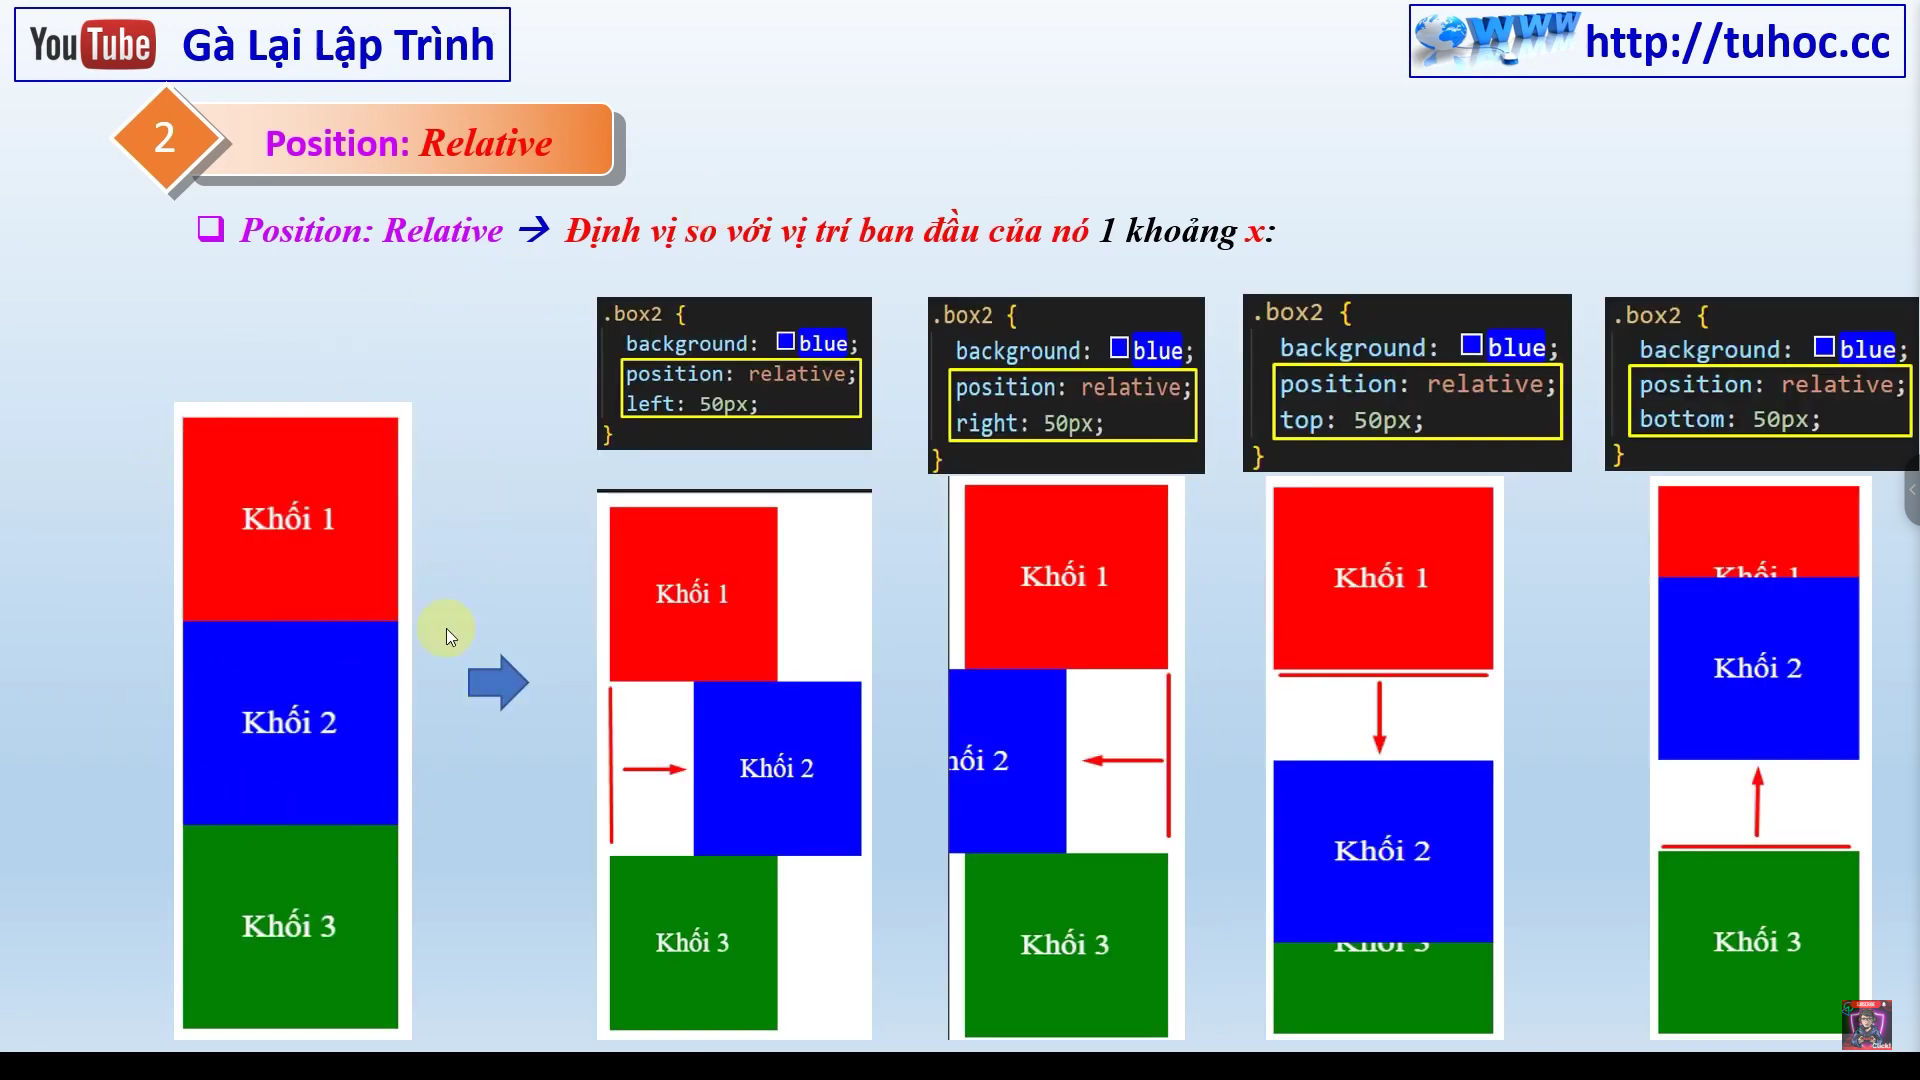 YouTube Gà Lại Lập Trình
WWW http://tuhoc.cc
2 Position: Relative
Position: Relative → Định vị so với vị trí ban đầu của nó 1 khoảng x:
.box2 {
background: blue;
position: relative;
left: 50px;
}
.box2 {
background: blue;
position: relative;
right: 50px;
}
.box2 {
background: blue;
position: relative;
top: 50px;
}
.box2 {
background: blue;
position: relative;
bottom: 50px;
}
Khối 1
Khối 2
Khối 3
Khối 1
Khối 2
Khối 3
Khối 1
hối 2
Khối 3
Khối 1
Khối 2
Khối 3
Khối 1
Khối 2
Khối 3